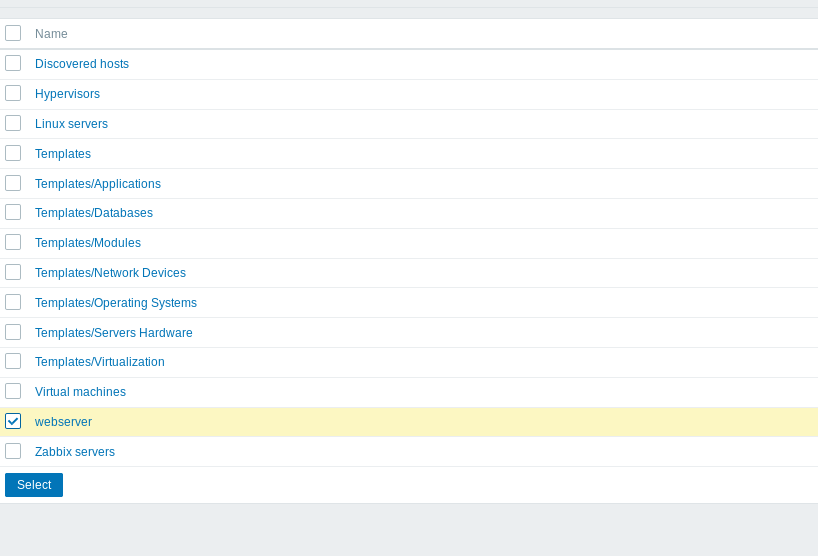 Name
Discovered hosts
Hypervisors
Linux servers
Templates
Templates/Applications
Templates/Databases
Templates/Modules
Templates/Network Devices
Templates/Operating Systems
Templates/Servers Hardware
Templates/Virtualization
Virtual machines
webserver
Zabbix servers
Select